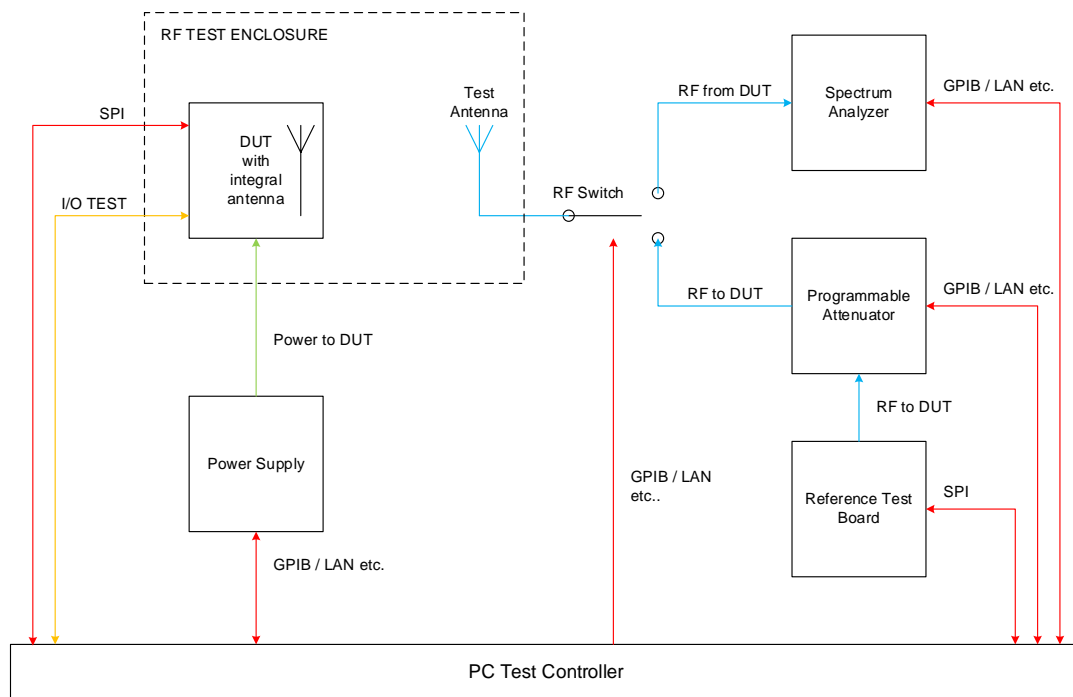 RF TEST ENCLOSURE
SPI
I/O TEST
DUT
with
integral
antenna
Test
Antenna
RF Switch
RF from DUT
Spectrum
Analyzer
GPIB / LAN etc.
RF to DUT
Programmable
Attenuator
GPIB / LAN etc.
Power to DUT
RF to DUT
Power Supply
GPIB / LAN
etc..
Reference Test
Board
SPI
GPIB / LAN etc.
PC Test Controller